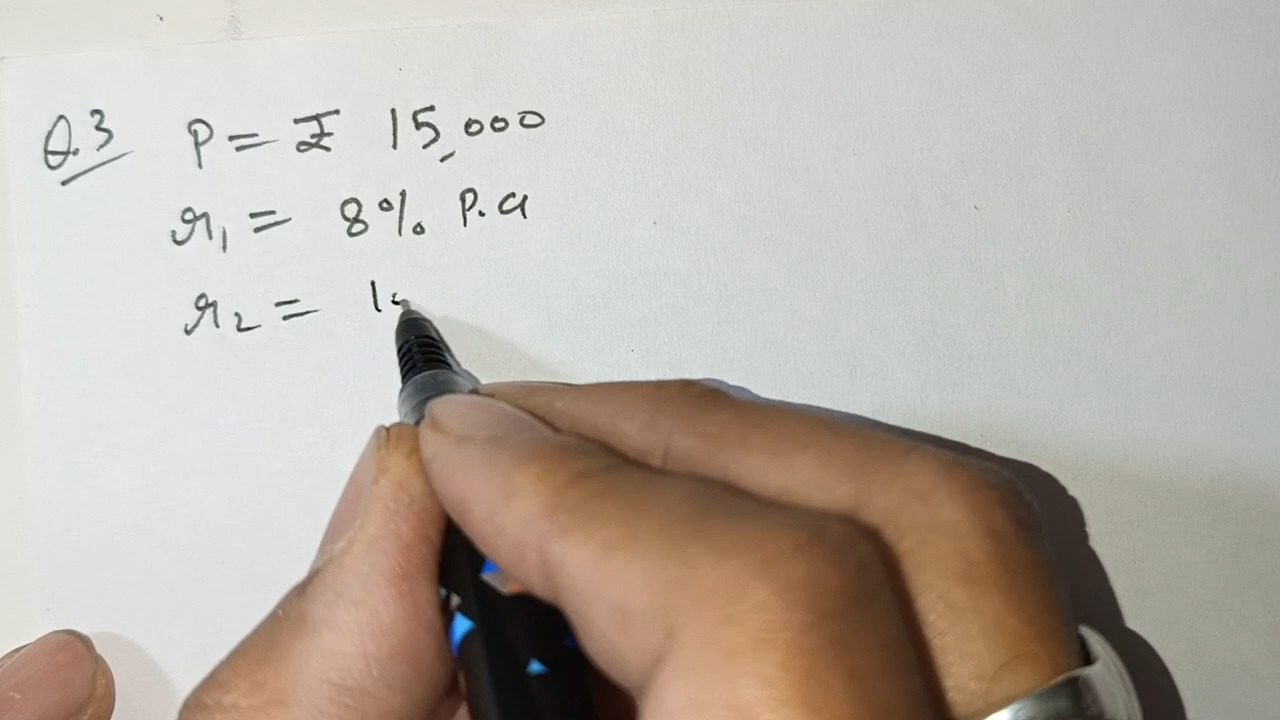 Q.3 P = ₹ 15,000
r₁ = 8% P.a
r₂ =